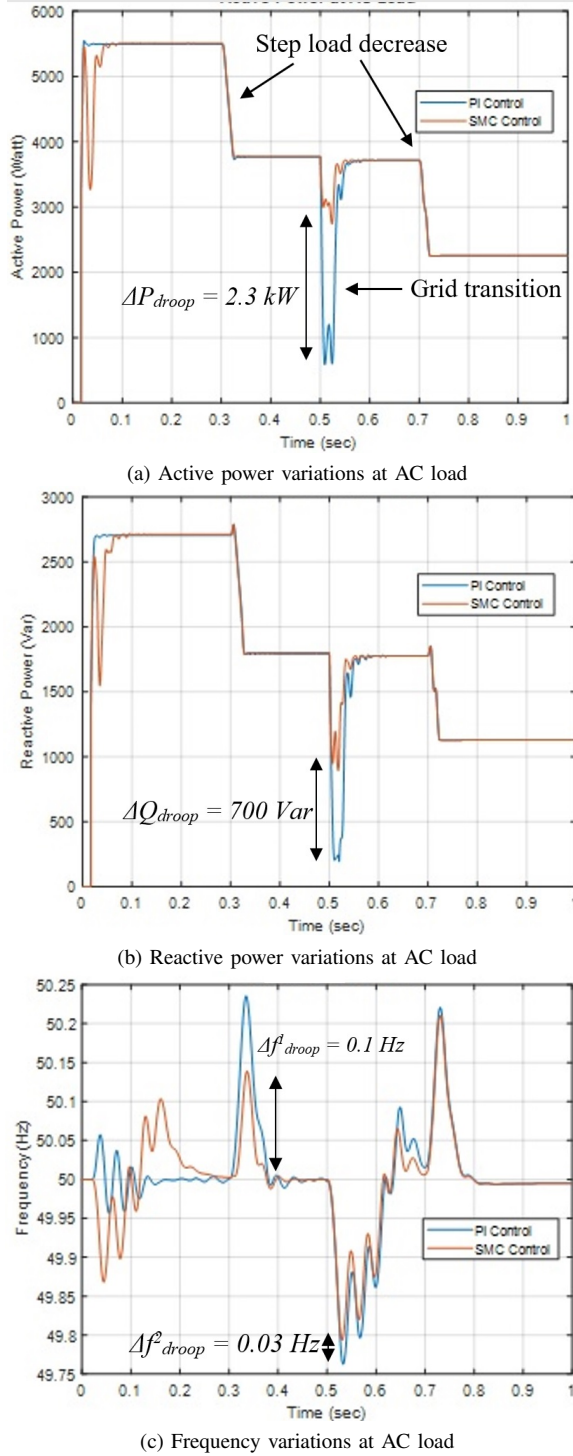 6000
5000
4000
3000
2000
1000
0
Active Power (Watt)
Step load decrease
PI Control
SMC Control
ΔPdroop = 2.3 kW
Grid transition
0 0.1 0.2 0.3 0.4 0.5 0.6 0.7 0.8 0.9 1
Time (sec)
(a) Active power variations at AC load
3000
2500
2000
1500
1000
500
0
Reactive Power (Var)
PI Control
SMC Control
ΔQdroop = 700 Var
0 0.1 0.2 0.3 0.4 0.5 0.6 0.7 0.8 0.9
Time (sec)
(b) Reactive power variations at AC load
50.25
50.2
50.15
50.1
50.05
50
49.95
49.9
49.85
49.8
49.75
Frequency (Hz)
Δf¹droop = 0.1 Hz
PI Control
SMC Control
Δf²droop = 0.03 Hz
0 0.1 0.2 0.3 0.4 0.5 0.6 0.7 0.8 0.9 1
Time (sec)
(c) Frequency variations at AC load